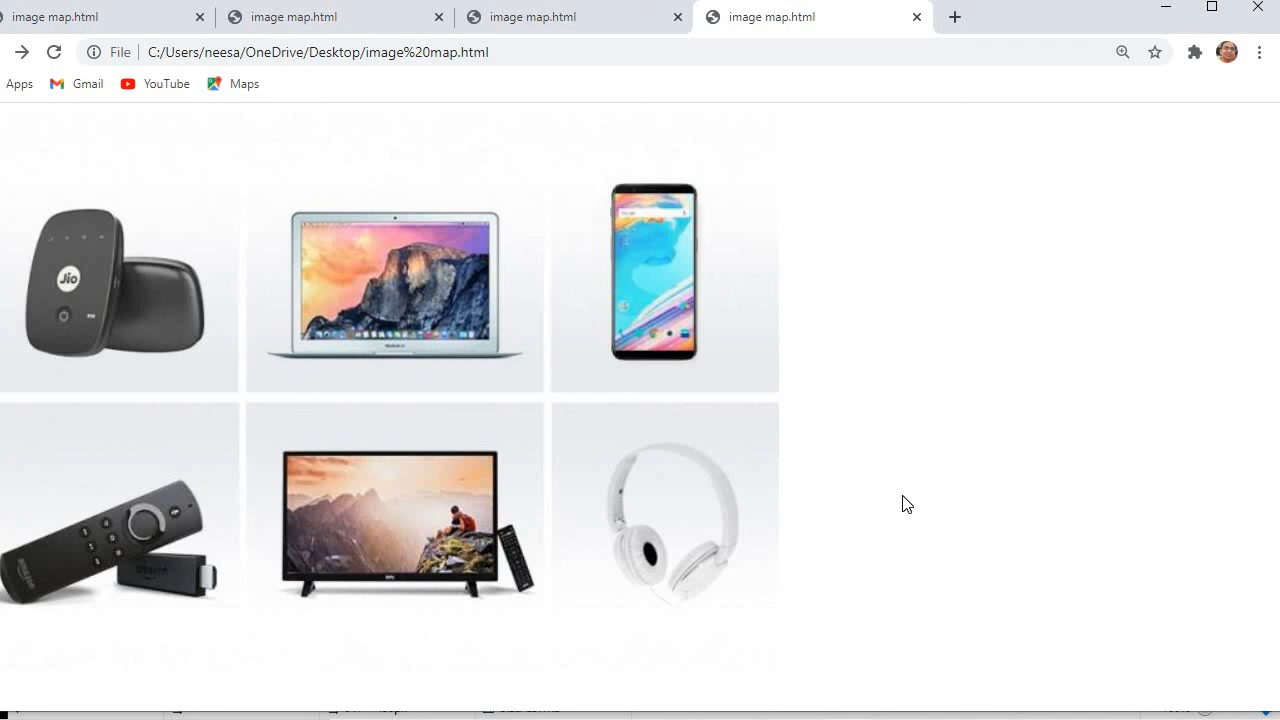 image map.html image map.html image map.html image map.html
File C:/Users/neesa/OneDrive/Desktop/image%20map.html
Apps Gmail YouTube Maps
Jio
amazon